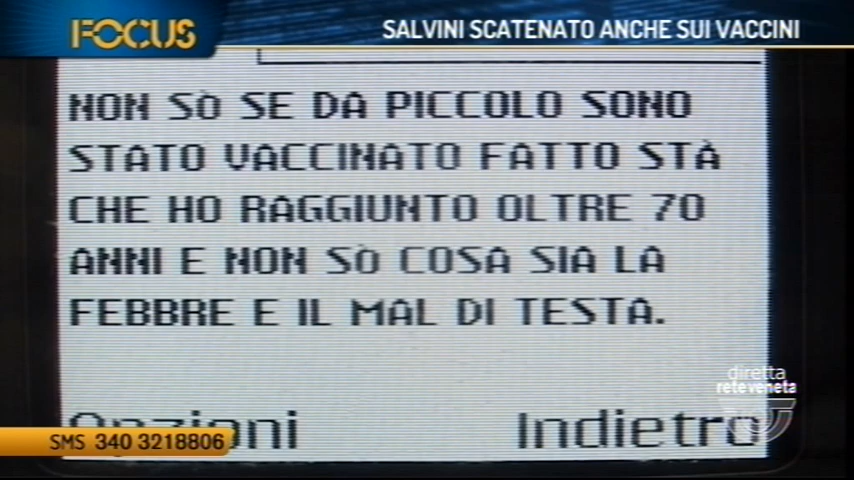 FOCUS
SALVINI SCATENATO ANCHE SUI VACCINI
NON SÒ SE DA PICCOLO SONO
STATO VACCINATO FATTO STÀ
CHE HO RAGGIUNTO OLTRE 70
ANNI E NON SÒ COSA SIA LA
FEBBRE E IL MAL DI TESTA.
diretta
reteveneta
Opzioni
Indietro
SMS 340 3218806